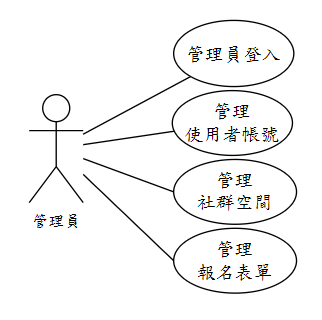 管理員登入
管理
使用者帳號
管理
社群空間
管理
報名表單
管理員